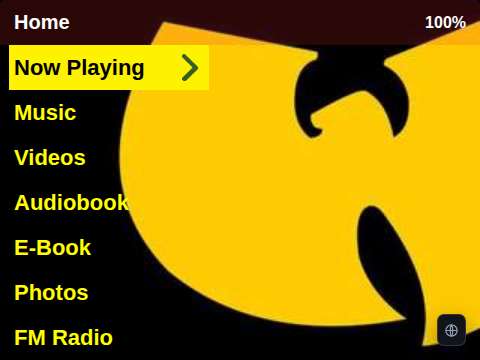 Home
100%
Now Playing
Music
Videos
Audiobook
E-Book
Photos
FM Radio